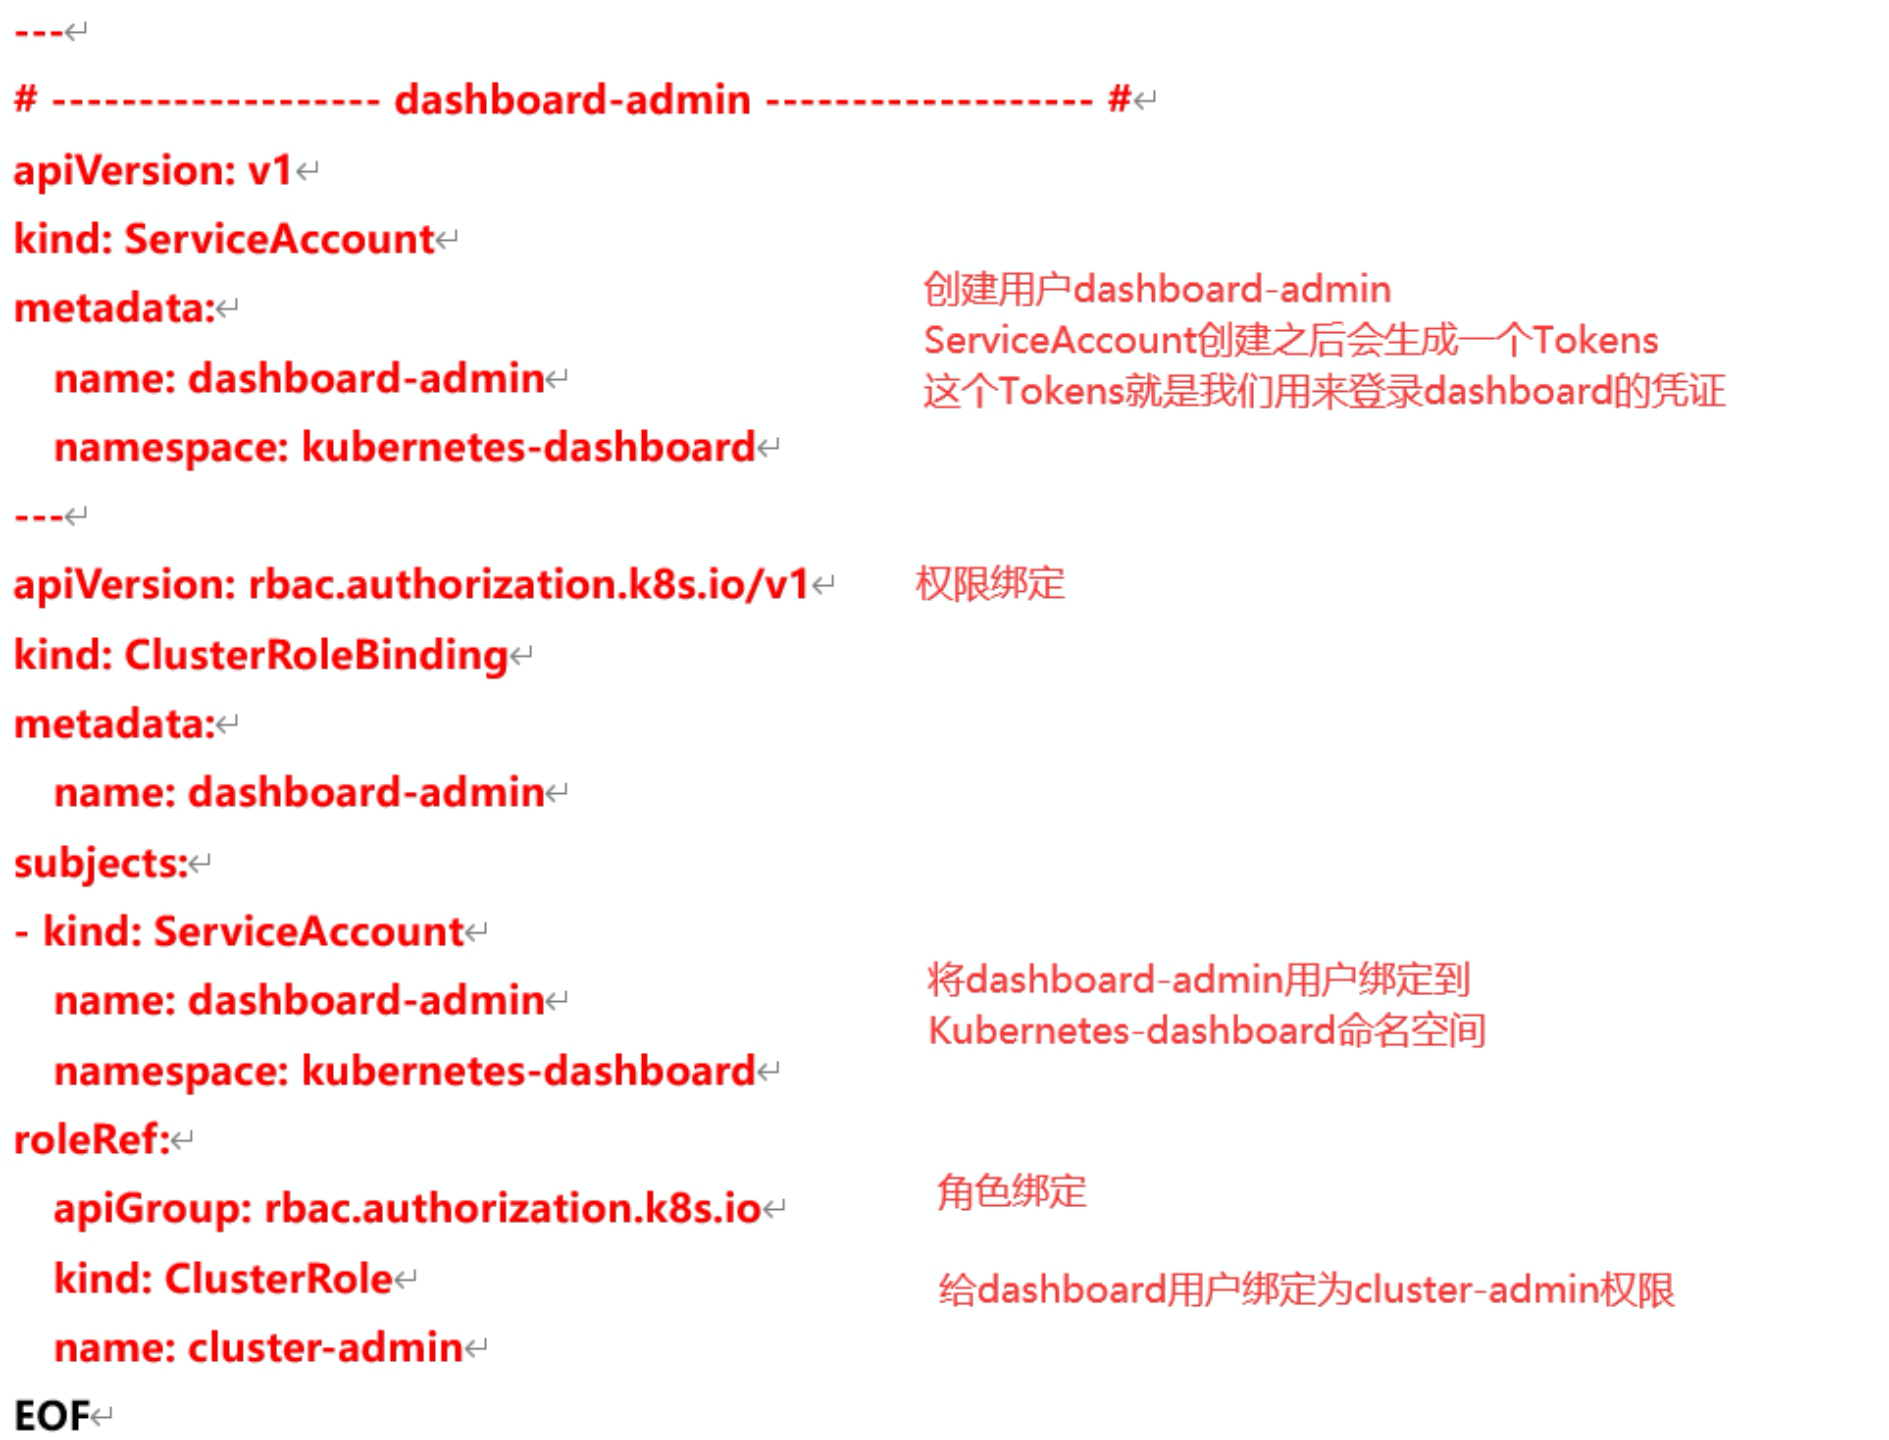 ---
# ------------------- dashboard-admin ------------------- #
apiVersion: v1
kind: ServiceAccount
metadata:
创建用户dashboard-admin
ServiceAccount创建之后会生成一个Tokens
这个Tokens就是我们用来登录dashboard的凭证
name: dashboard-admin
namespace: kubernetes-dashboard
---
apiVersion: rbac.authorization.k8s.io/v1
权限绑定
kind: ClusterRoleBinding
metadata:
name: dashboard-admin
subjects:
- kind: ServiceAccount
name: dashboard-admin
namespace: kubernetes-dashboard
将dashboard-admin用户绑定到
Kubernetes-dashboard命名空间
roleRef:
apiGroup: rbac.authorization.k8s.io
角色绑定
kind: ClusterRole
给dashboard用户绑定为cluster-admin权限
name: cluster-admin
EOF